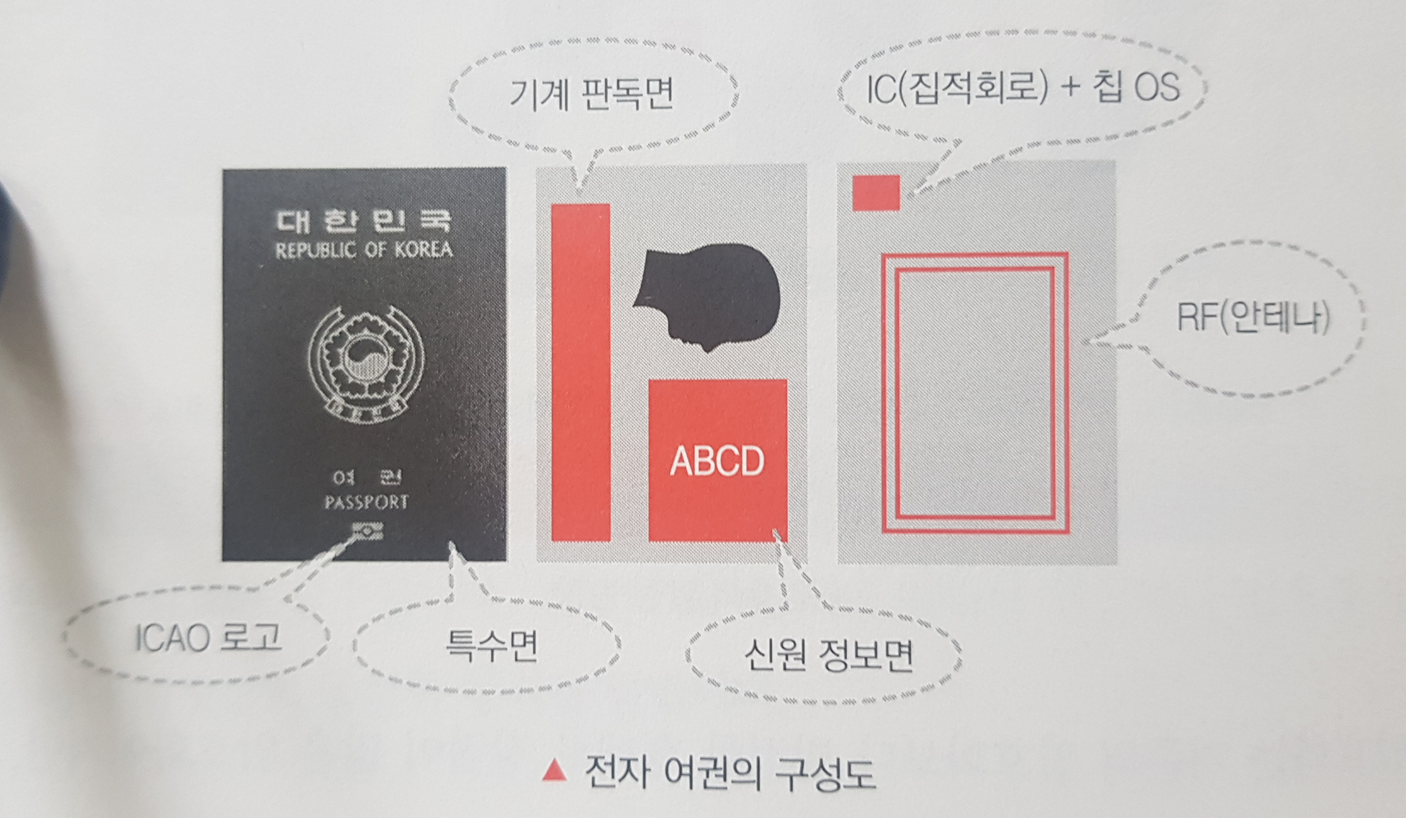 기계 판독면
IC(집적회로) + 칩 OS
대한민국
REPUBLIC OF KOREA
여 권
PASSPORT
ABCD
RF(안테나)
ICAO 로고
특수면
신원 정보면
▲ 전자 여권의 구성도